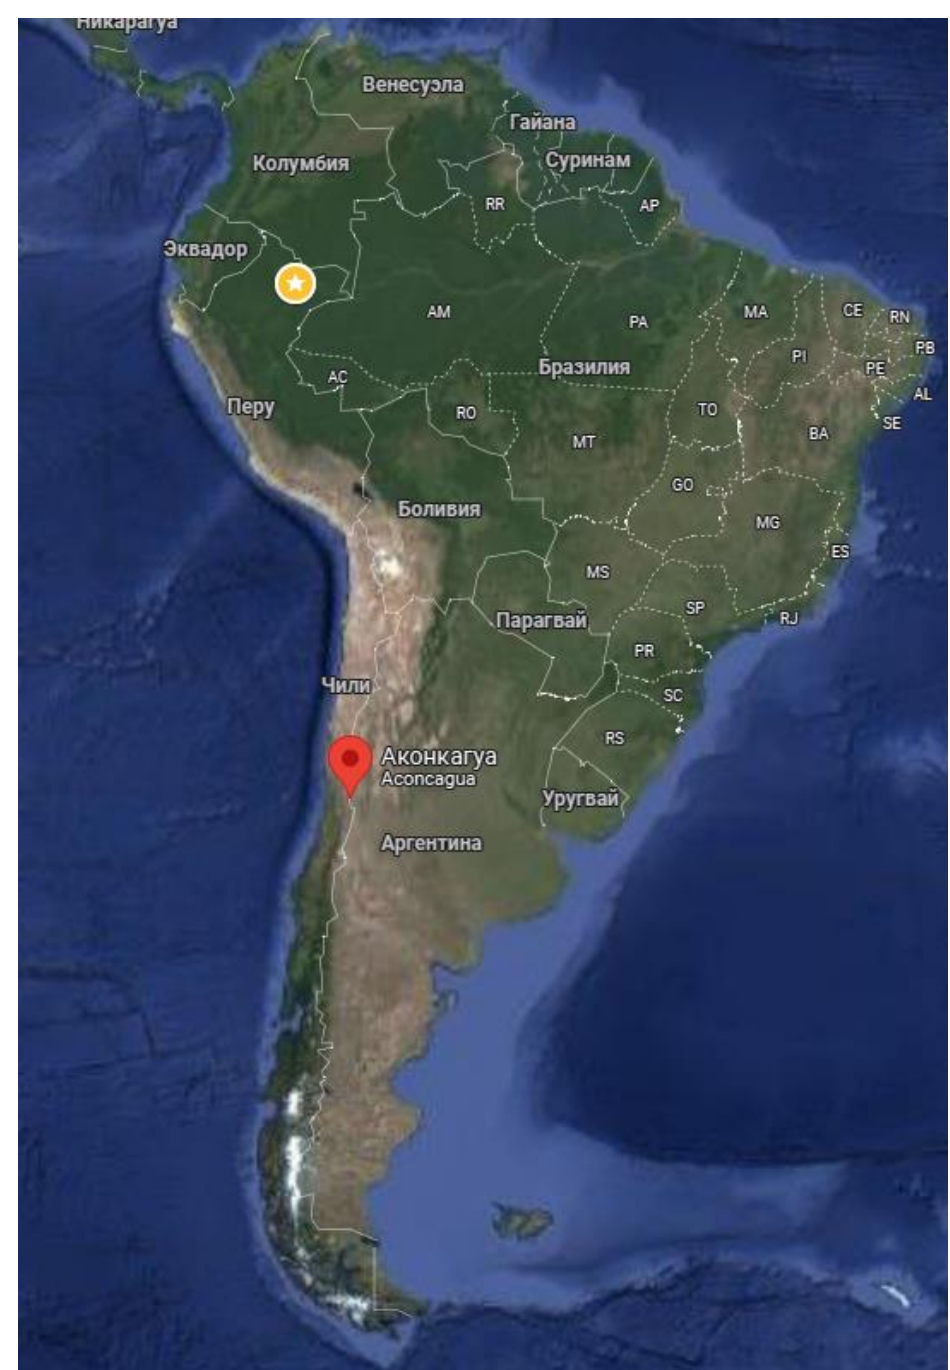 Никарагуа
Венесуэла
Гайана
Колумбия
Суринам
RR
AP
Эквадор
AM
PA
MA
CE
RN
Бразилия
PI
PE
PB
AC
AL
Перу
RO
TO
SE
MT
BA
GO
Боливия
MG
ES
MS
SP
Парагвай
RJ
PR
Чили
SC
RS
Аконкагуа
Aconcagua
Уругвай
Аргентина